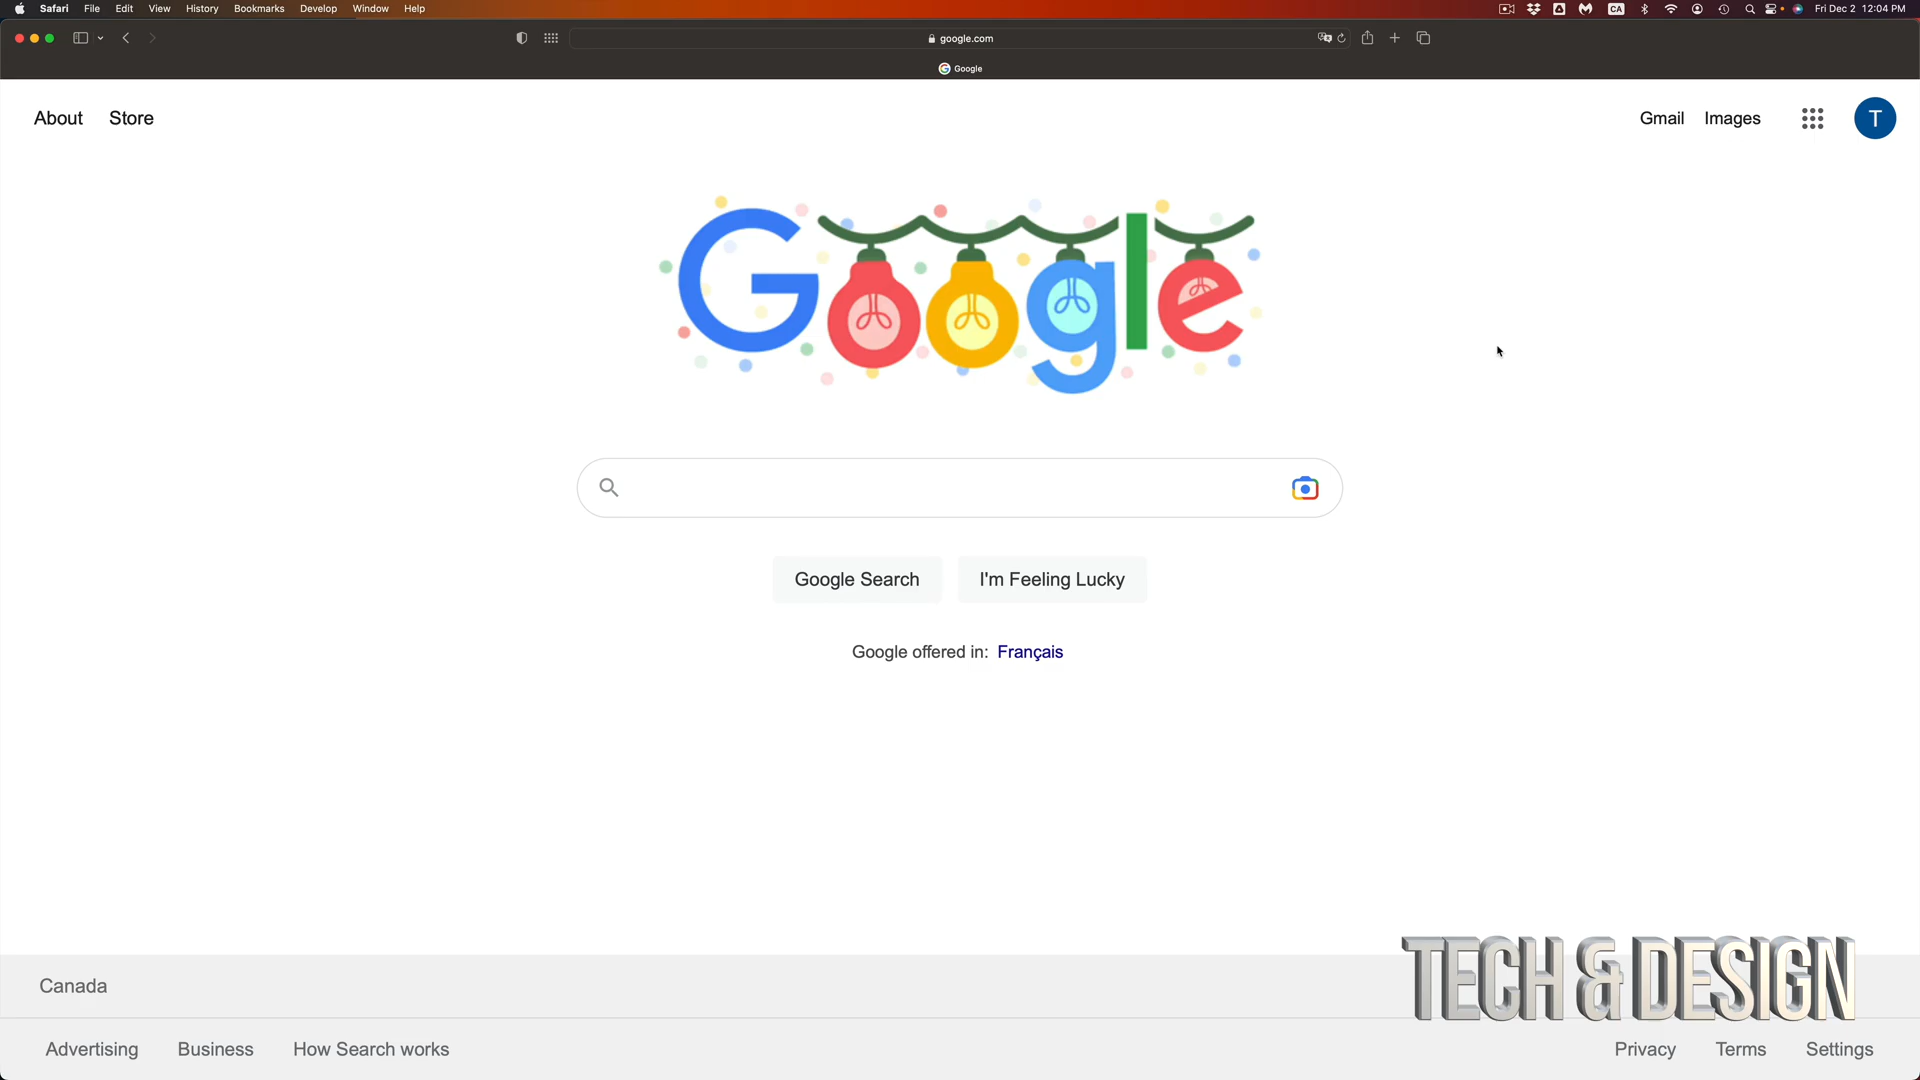 Safari File Edit View History Bookmarks Develop Window Help CA Fri Dec 2 12:04 PM
google.com
Google
About Store Gmail Images T
Google
Google Search I'm Feeling Lucky
Google offered in: Français
Canada
TECH & DESIGN
Advertising Business How Search works Privacy Terms Settings